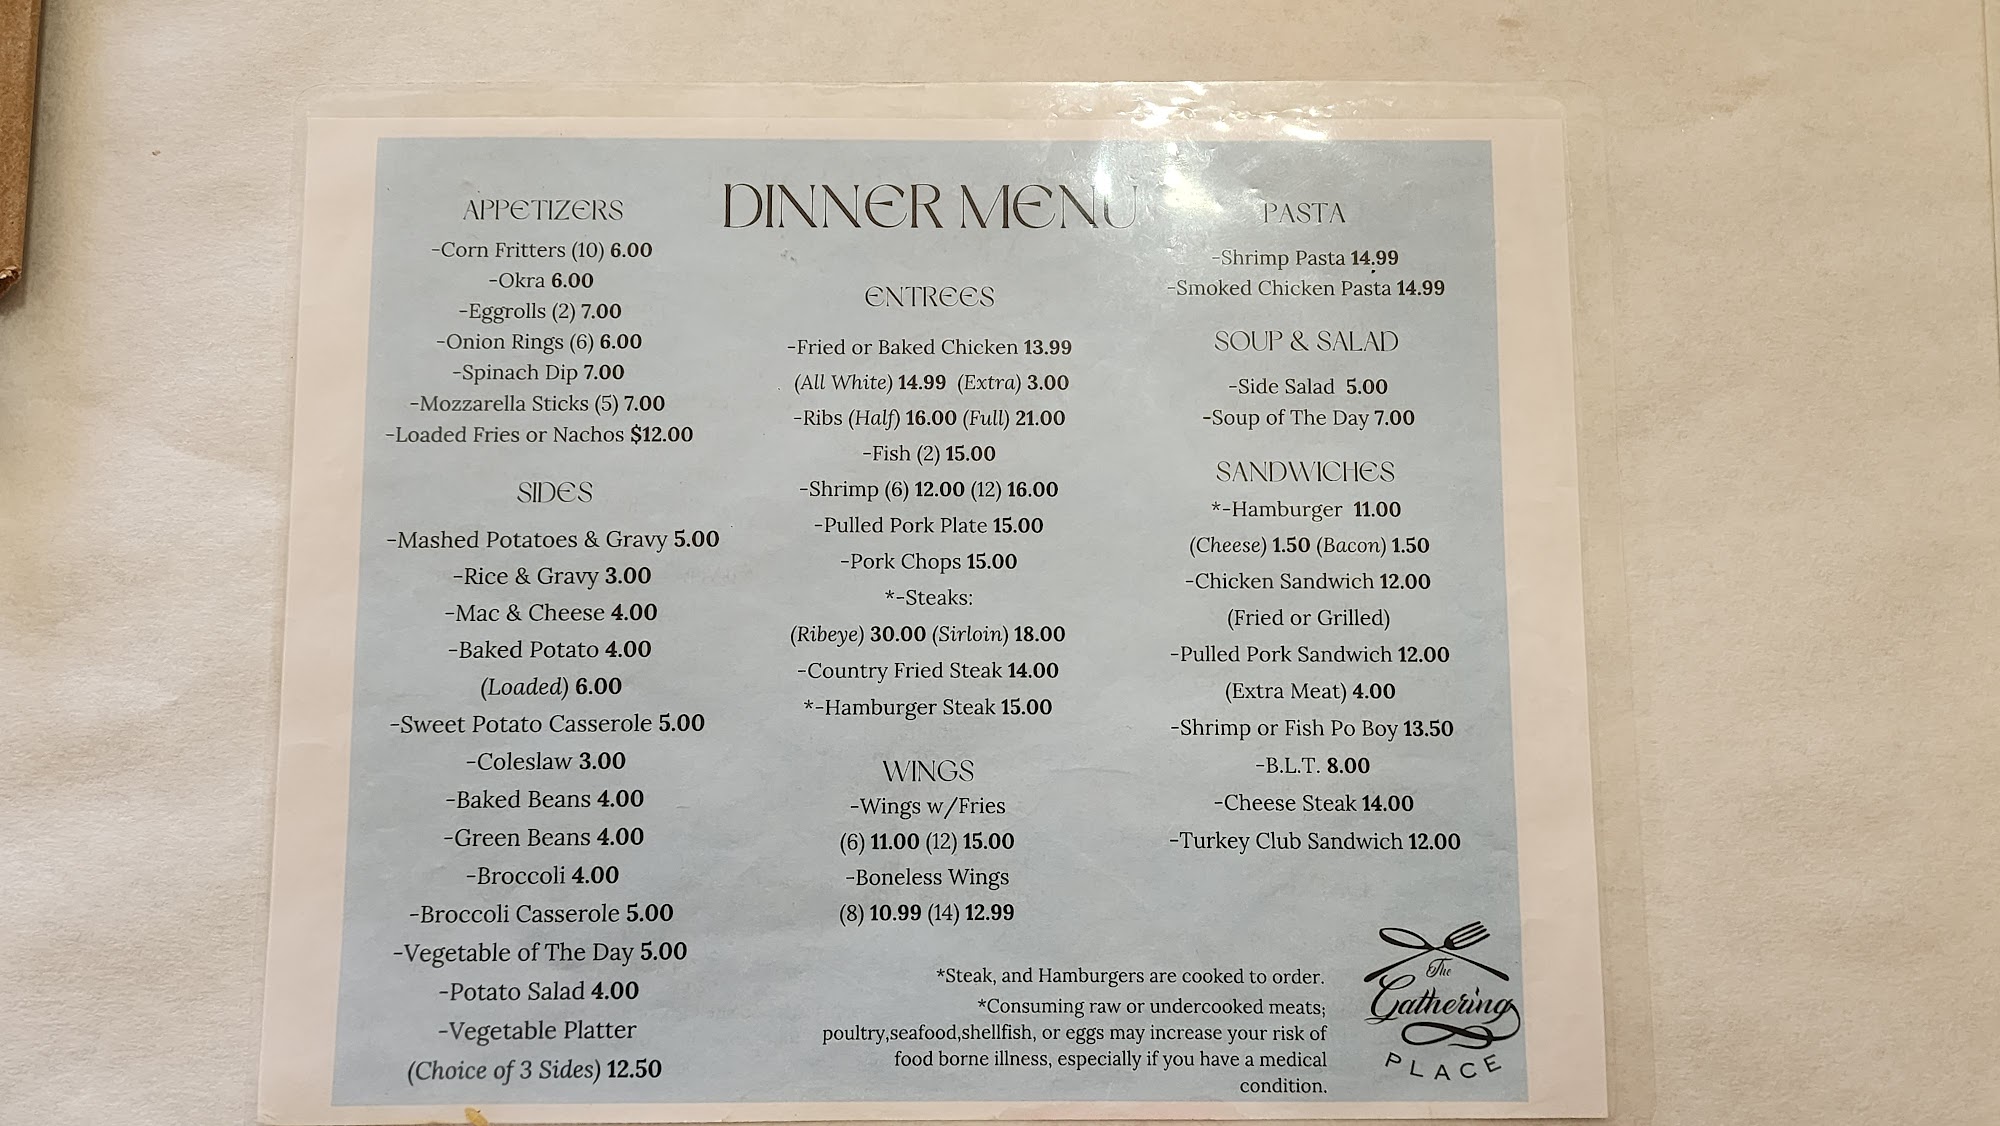 DINNER MENU
APPETIZERS
-Corn Fritters (10) 6.00
-Okra 6.00
-Eggrolls (2) 7.00
-Onion Rings (6) 6.00
-Spinach Dip 7.00
-Mozzarella Sticks (5) 7.00
-Loaded Fries or Nachos $12.00
SIDES
-Mashed Potatoes & Gravy 5.00
-Rice & Gravy 3.00
-Mac & Cheese 4.00
-Baked Potato 4.00
(Loaded) 6.00
-Sweet Potato Casserole 5.00
-Coleslaw 3.00
-Baked Beans 4.00
-Green Beans 4.00
-Broccoli 4.00
-Broccoli Casserole 5.00
-Vegetable of The Day 5.00
-Potato Salad 4.00
-Vegetable Platter
(Choice of 3 Sides) 12.50
ENTREES
-Fried or Baked Chicken 13.99
(All White) 14.99 (Extra) 3.00
-Ribs (Half) 16.00 (Full) 21.00
-Fish (2) 15.00
-Shrimp (6) 12.00 (12) 16.00
-Pulled Pork Plate 15.00
-Pork Chops 15.00
*-Steaks:
(Ribeye) 30.00 (Sirloin) 18.00
-Country Fried Steak 14.00
*-Hamburger Steak 15.00
WINGS
-Wings w/Fries
(6) 11.00 (12) 15.00
-Boneless Wings
(8) 10.99 (14) 12.99
PASTA
-Shrimp Pasta 14.99
-Smoked Chicken Pasta 14.99
SOUP & SALAD
-Side Salad 5.00
-Soup of The Day 7.00
SANDWICHES
*-Hamburger 11.00
(Cheese) 1.50 (Bacon) 1.50
-Chicken Sandwich 12.00
(Fried or Grilled)
-Pulled Pork Sandwich 12.00
(Extra Meat) 4.00
-Shrimp or Fish Po Boy 13.50
-B.L.T. 8.00
-Cheese Steak 14.00
-Turkey Club Sandwich 12.00
*Steak, and Hamburgers are cooked to order.
*Consuming raw or undercooked meats;
poultry,seafood,shellfish, or eggs may increase your risk of
food borne illness, especially if you have a medical
condition.
The
Gathering
PLACE